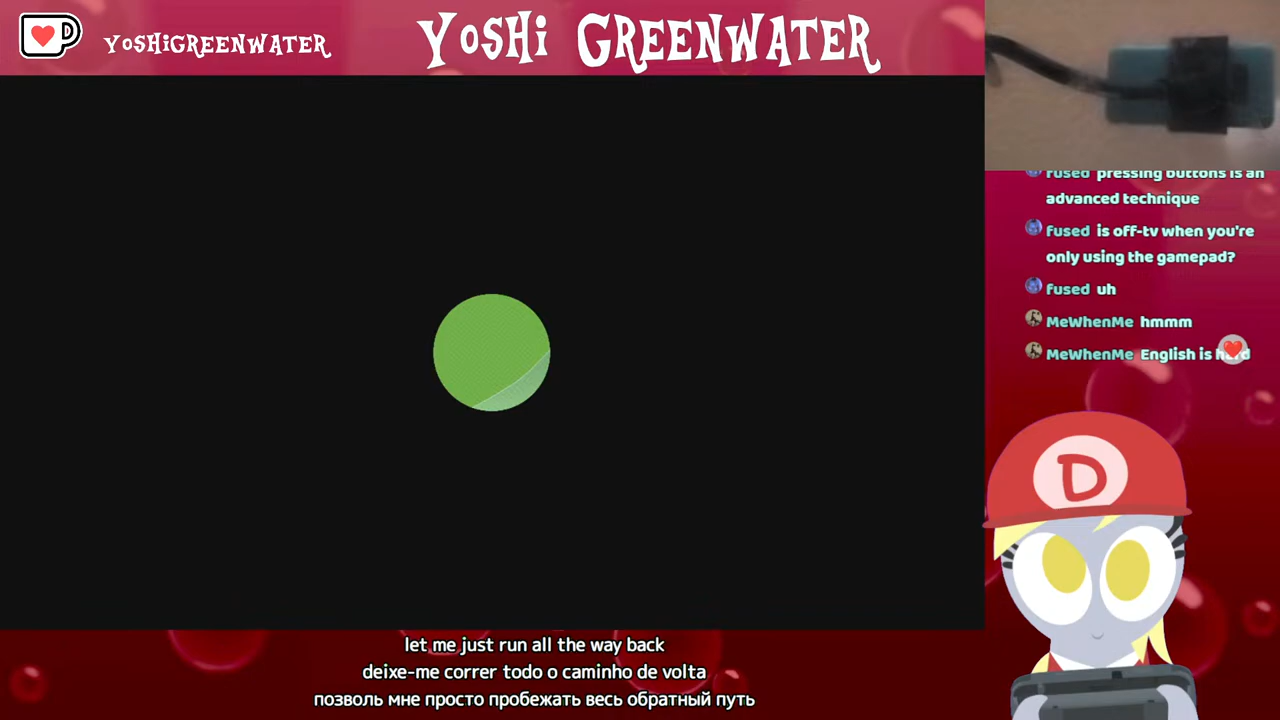 YOSHIGREENWATER
YOSHI GREENWATER
fused pressing buttons is an
advanced technique
fused is off-tv when you're
only using the gamepad?
fused uh
MeWhenMe hmmm
MeWhenMe English is hard
D
let me just run all the way back
deixe-me correr todo o caminho de volta
позволь мне просто пробежать весь обратный путь